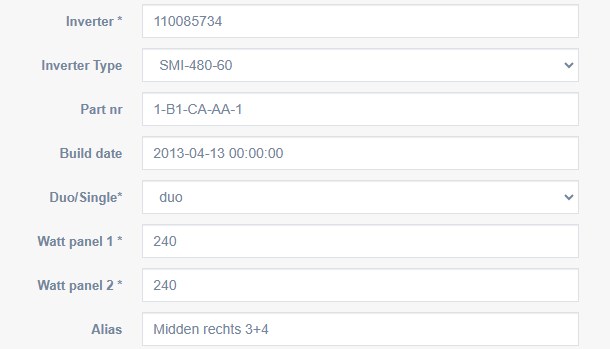 Inverter * 110085734
Inverter Type SMI-480-60
Part nr 1-B1-CA-AA-1
Build date 2013-04-13 00:00:00
Duo/Single* duo
Watt panel 1 * 240
Watt panel 2 * 240
Alias Midden rechts 3+4